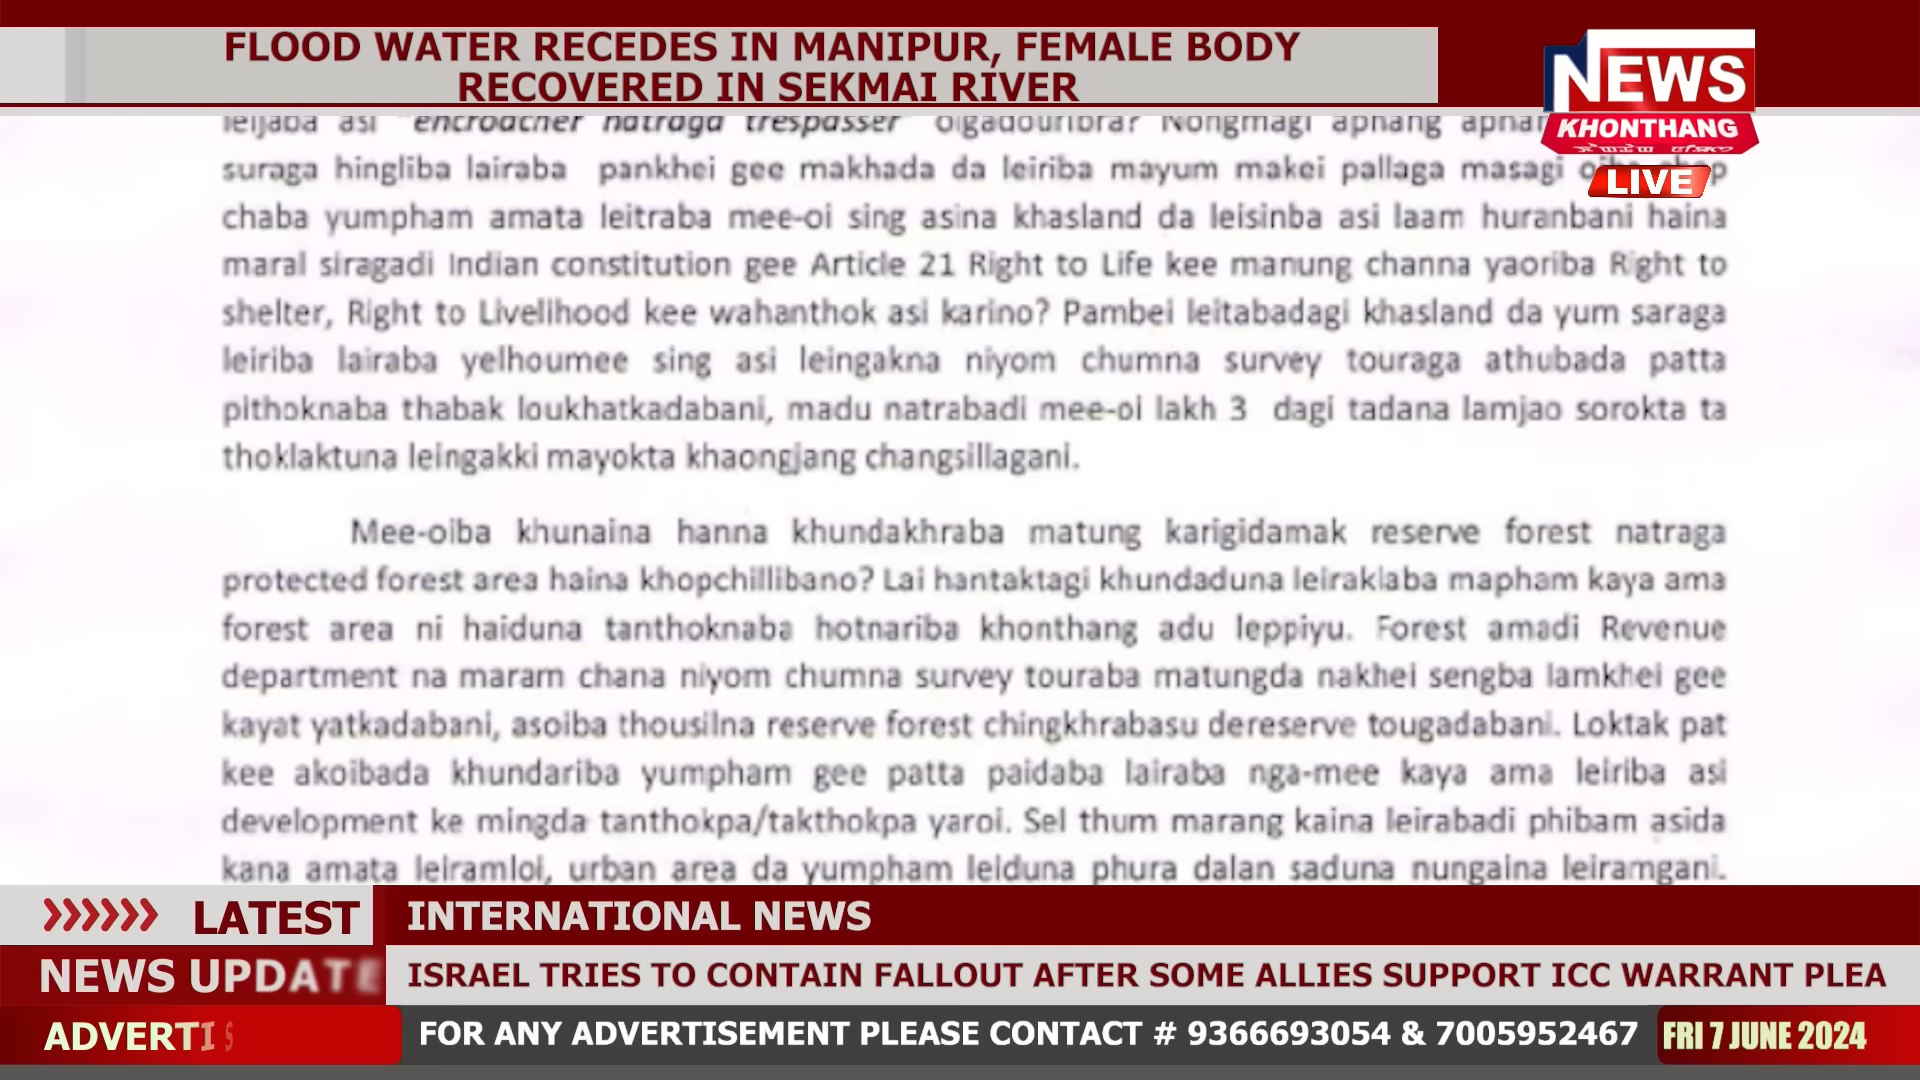 FLOOD WATER RECEDES IN MANIPUR, FEMALE BODY
RECOVERED IN SEKMAI RIVER
NEWS
KHONTHANG
LIVE
leijaba asi "encroacher natraga trespasser" oigadouribra? Nongmagi aphang
suraga hingliba lairaba pankhei gee makhada da leiriba mayum makei pallaga masagi
chaba yumpham amata leitraba mee-oi sing asina khasland da leisinba asi laam huranbani haina
maral siragadi Indian constitution gee Article 21 Right to Life kee manung channa yaoriba Right to
shelter, Right to Livelihood kee wahanthok asi karino? Pambei leitabadagi khasland da yum saraga
leiriba lairaba yelhoumee sing asi leingakna niyom chumna survey touraga athubada patta
pithoknaba thabak loukhatkadabani, madu natrabadi mee-oi lakh 3 dagi tadana lamjao sorokta ta
thoklaktuna leingakki mayokta khaongjang changsillagani.
Mee-oiba khunaina hanna khundakhraba matung karigidamak reserve forest natraga
protected forest area haina khopchillibano? Lai hantaktagi khundaduna leiraklaba mapham kaya ama
forest area ni haiduna tanthoknaba hotnariba khonthang adu leppiyu. Forest amadi Revenue
department na maram chana niyom chumna survey touraba matungda nakhei sengba lamkhei gee
kayat yatkadabani, asoiba thousilna reserve forest chingkhrabasu dereserve tougadabani. Loktak pat
kee akoibada khundariba yumpham gee patta paidaba lairaba nga-mee kaya ama leiriba asi
development ke mingda tanthokpa/takthokpa yaroi. Sel thum marang kaina leirabadi phibam asida
kana amata leiramloi, urban area da yumpham leiduna phura dalan saduna nungaina leiramgani.
LATEST
INTERNATIONAL NEWS
NEWS UPDATE
ISRAEL TRIES TO CONTAIN FALLOUT AFTER SOME ALLIES SUPPORT ICC WARRANT PLEA
ADVERTIS
FOR ANY ADVERTISEMENT PLEASE CONTACT # 9366693054 & 7005952467
FRI 7 JUNE 2024